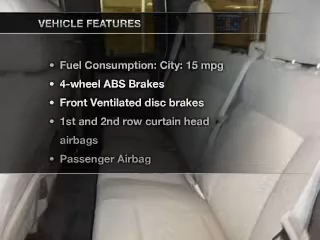 VEHICLE FEATURES
• Fuel Consumption: City: 15 mpg
• 4-wheel ABS Brakes
• Front Ventilated disc brakes
• 1st and 2nd row curtain head
airbags
• Passenger Airbag